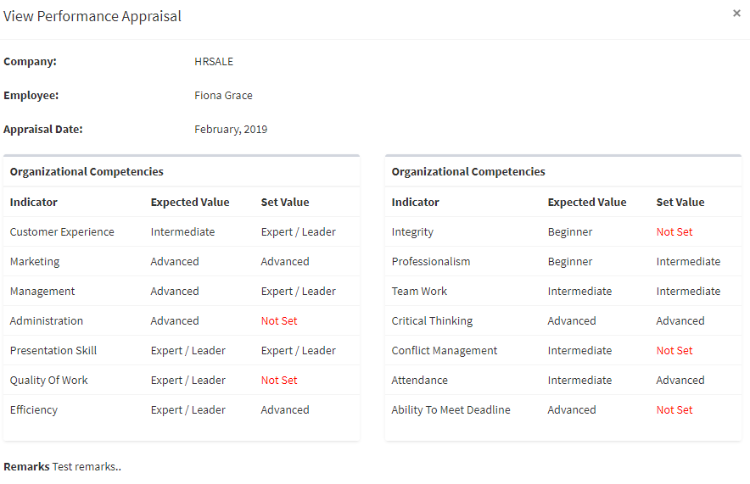 View Performance Appraisal ×
Company: HRSALE
Employee: Fiona Grace
Appraisal Date: February, 2019
Organizational Competencies
Indicator Expected Value Set Value
Customer Experience Intermediate Expert / Leader
Marketing Advanced Advanced
Management Advanced Expert / Leader
Administration Advanced Not Set
Presentation Skill Expert / Leader Expert / Leader
Quality Of Work Expert / Leader Not Set
Efficiency Expert / Leader Advanced
Organizational Competencies
Indicator Expected Value Set Value
Integrity Beginner Not Set
Professionalism Beginner Intermediate
Team Work Intermediate Intermediate
Critical Thinking Advanced Advanced
Conflict Management Intermediate Not Set
Attendance Intermediate Advanced
Ability To Meet Deadline Advanced Not Set
Remarks Test remarks..